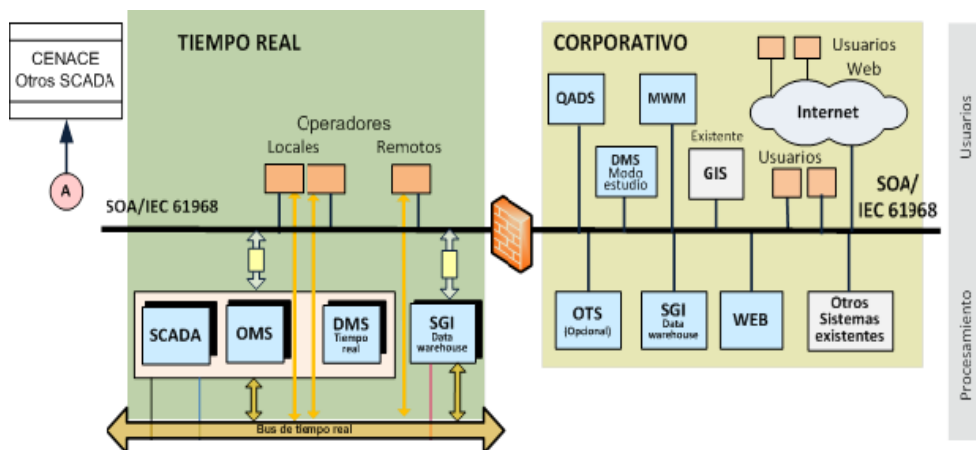 CENACE
Otros SCADA
A
TIEMPO REAL
Operadores
Locales
Remotos
SOA/IEC 61968
SCADA
OMS
DMS
Tiempo
real
SGI
Data
warehouse
Bus de tiempo real
CORPORATIVO
Usuarios
Web
QADS
MWM
Internet
DMS
Modo
estudio
Existente
GIS
Usuarios
SOA/
IEC 61968
OTS
(Opcional)
SGI
Data
warehouse
WEB
Otros
Sistemas
existentes
Usuarios
Procesamiento